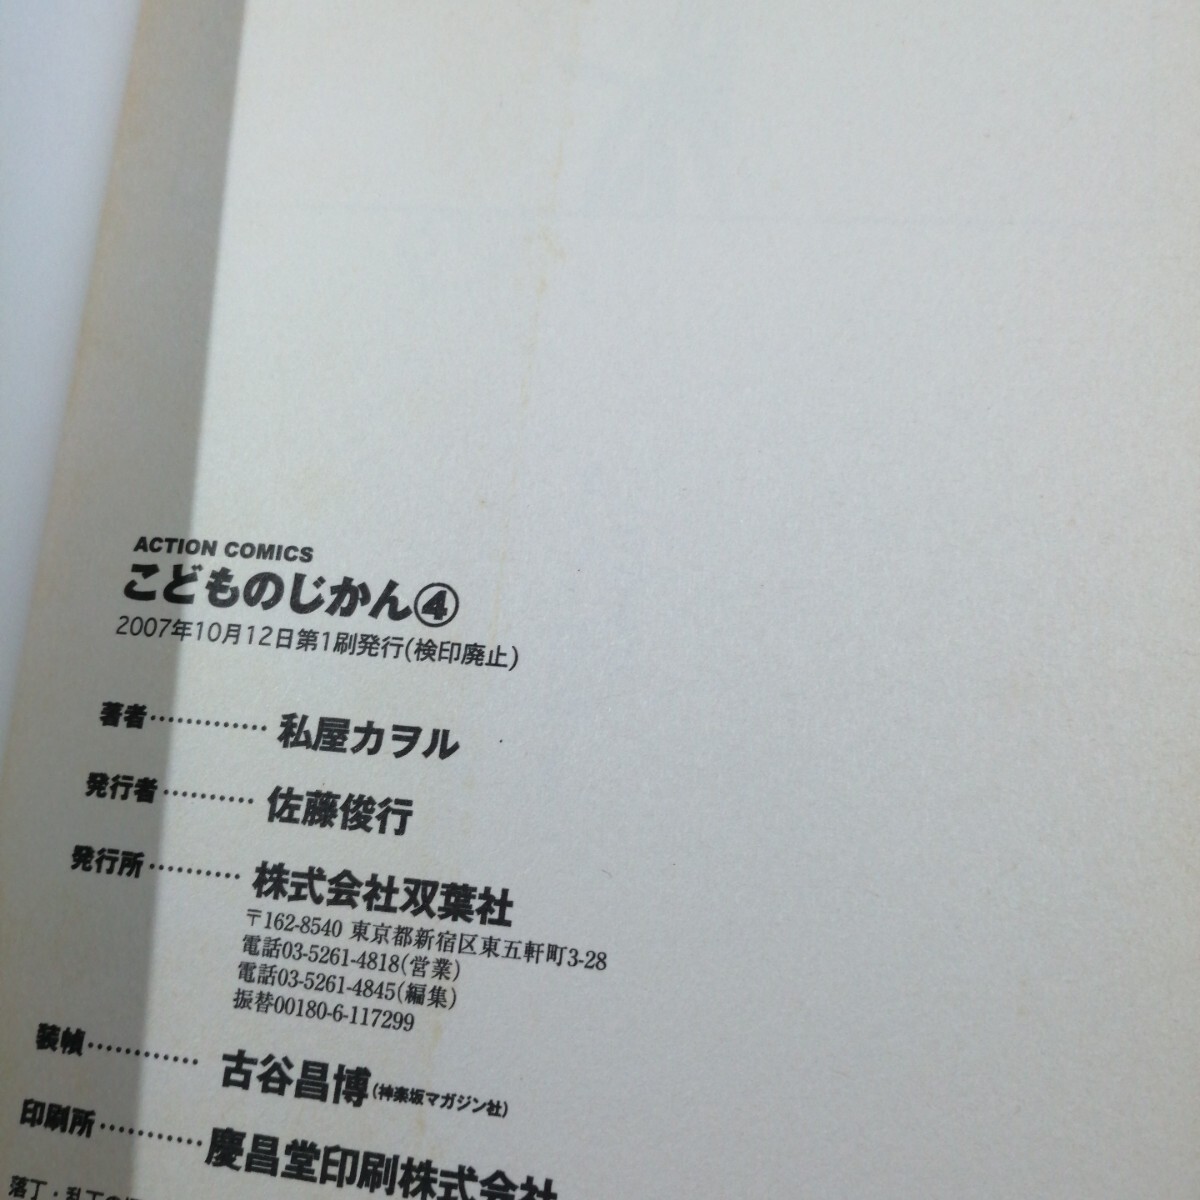 ACTION COMICS
こどものじかん④
2007年10月12日第1刷発行(検印廃止)
著者………… 私屋カヲル
発行者……… 佐藤俊行
発行所……… 株式会社双葉社
〒162-8540 東京都新宿区東五軒町3-28
電話03-5261-4818(営業)
電話03-5261-4845(編集)
振替00180-6-117299
装幀………… 古谷昌博(神楽坂マガジン社)
印刷所……… 慶昌堂印刷株式会社
落丁・乱丁の